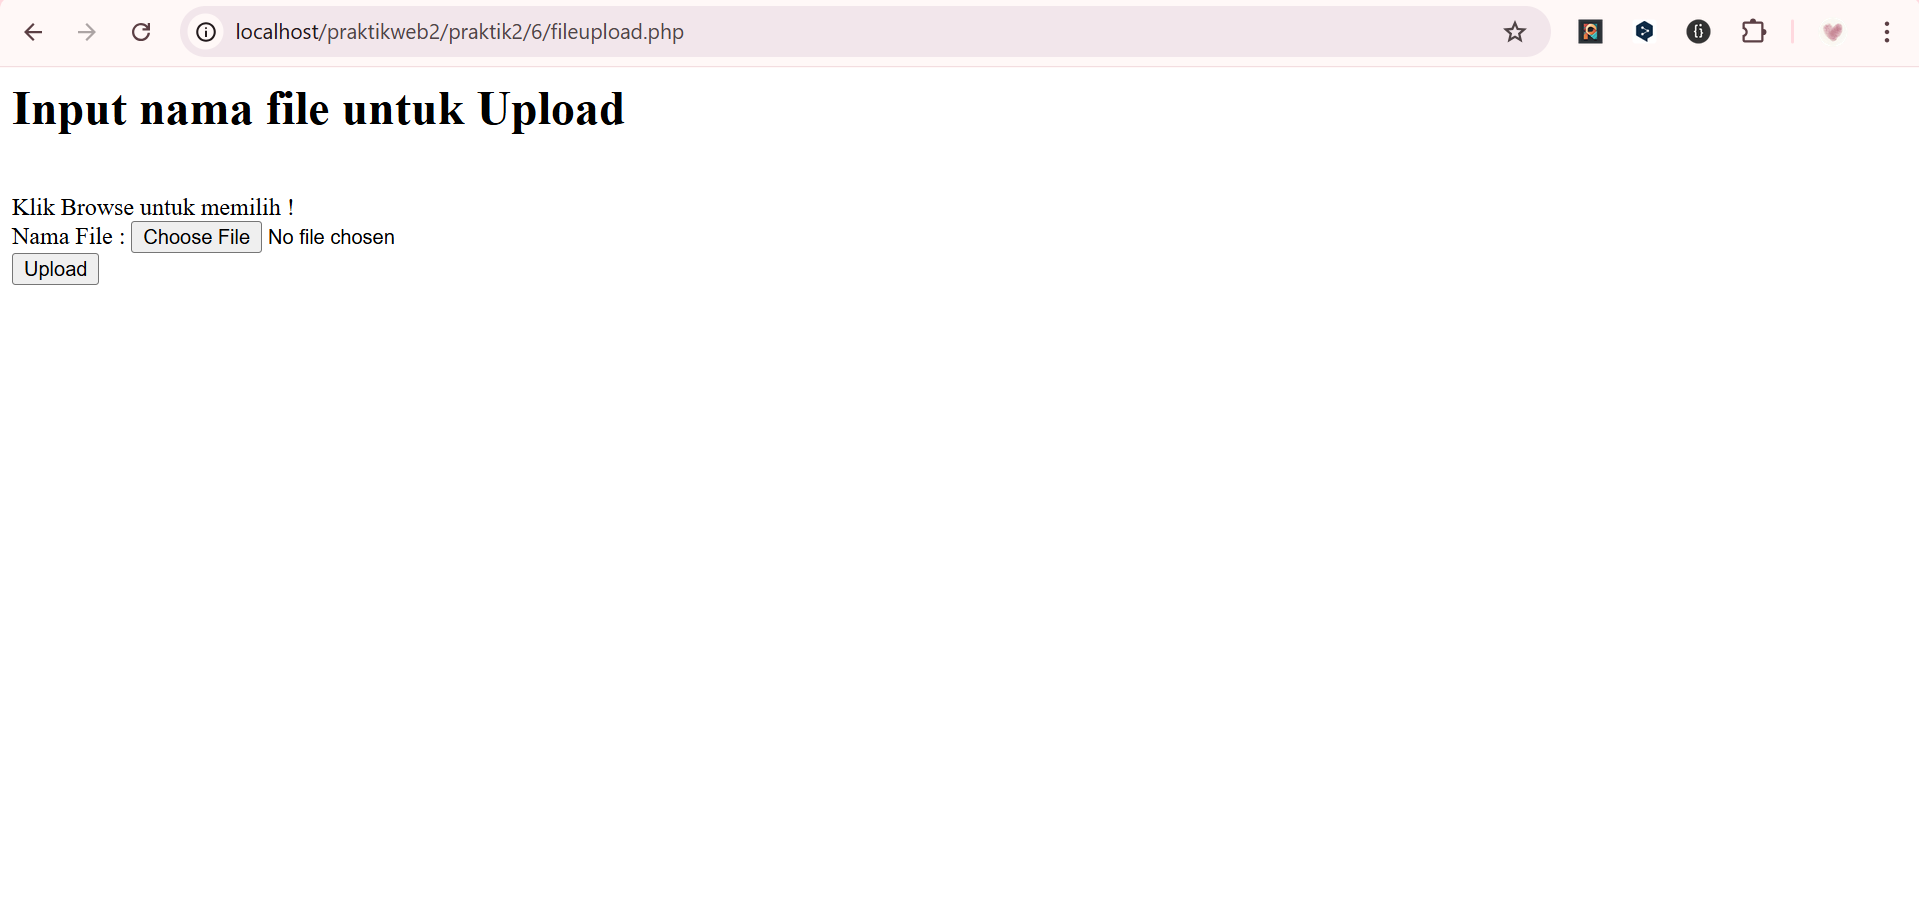 localhost/praktikweb2/praktik2/6/fileupload.php
Input nama file untuk Upload
Klik Browse untuk memilih !
Nama File : Choose File No file chosen
Upload